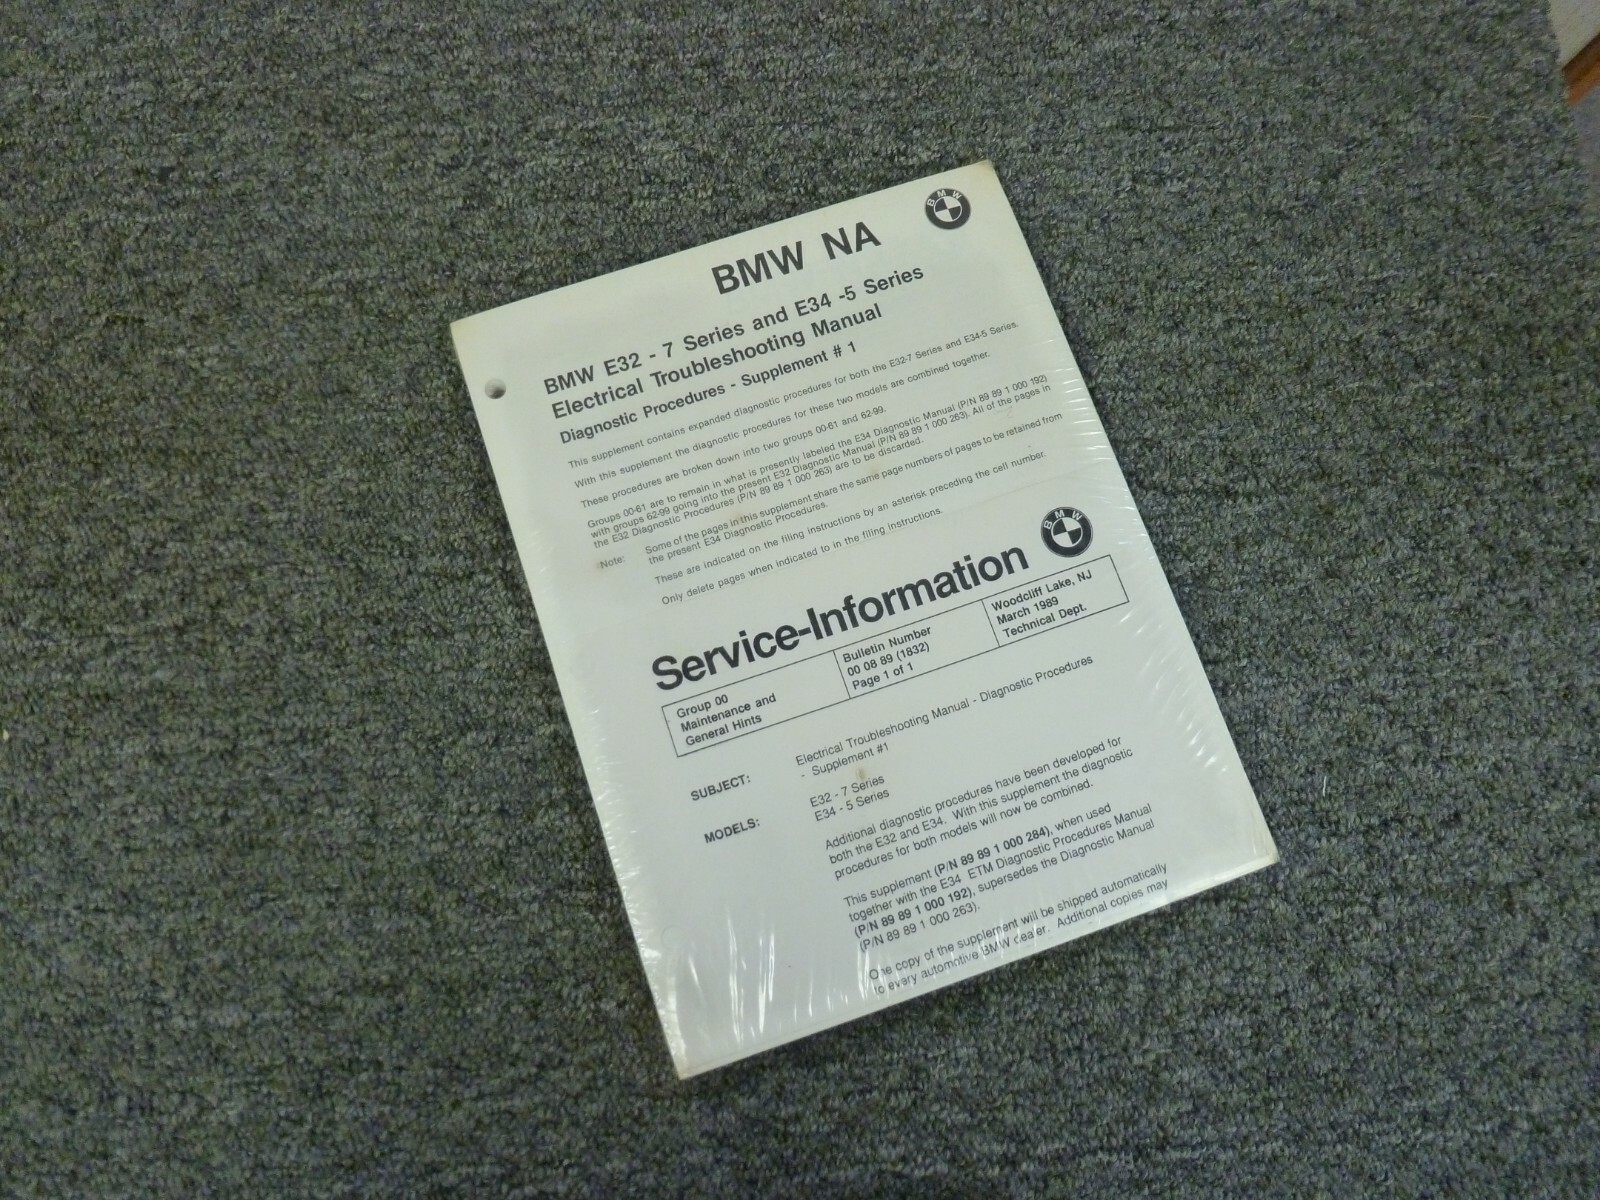 BMW
BMW NA
BMW E32 - 7 Series and E34 -5 Series
Electrical Troubleshooting Manual
Diagnostic Procedures - Supplement # 1
This supplement contains expanded diagnostic procedures for both the E32-7 Series and E34-5 Series.
With this supplement the diagnostic procedures for these two models are combined together.
These procedures are broken down into two groups 00-61 and 62-99.
Groups 00-61 are to remain in what is presently labeled the E34 Diagnostic Manual (P/N 89 89 1 000 192)
with groups 62-99 going into the present E32 Diagnostic Manual (P/N 89 89 1 000 263). All of the pages in
the E32 Diagnostic Procedures (P/N 89 89 1 000 263) are to be discarded.
Note: Some of the pages in this supplement share the same page numbers of pages to be retained from
the present E34 Diagnostic Procedures.
These are indicated on the filing instructions by an asterisk preceding the cell number.
Only delete pages when indicated to in the filing instructions.
BMW
Service-Information
Group 00
Maintenance and
General Hints
Bulletin Number
00 08 89 (1832)
Page 1 of 1
Woodcliff Lake, NJ
March 1989
Technical Dept.
SUBJECT: Electrical Troubleshooting Manual - Diagnostic Procedures
- Supplement #1
MODELS: E32 - 7 Series
E34 - 5 Series
Additional diagnostic procedures have been developed for
both the E32 and E34. With this supplement the diagnostic
procedures for both models will now be combined.
This supplement (P/N 89 89 1 000 284), when used
together with the E34 ETM Diagnostic Procedures Manual
(P/N 89 89 1 000 192), supersedes the Diagnostic Manual
(P/N 89 89 1 000 263).
One copy of the supplement will be shipped automatically
to every automotive BMW dealer. Additional copies may